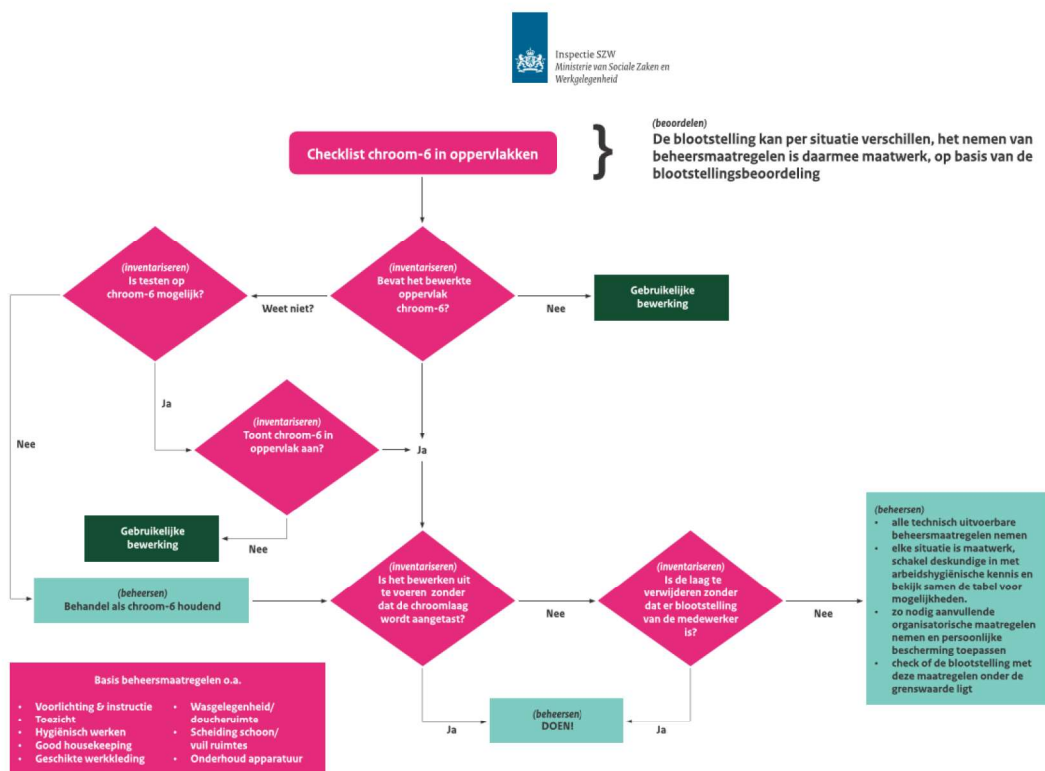 Inspectie SZW
Ministerie van Sociale Zaken en
Werkgelegenheid
Checklist chroom-6 in oppervlakken
}
(beoordelen)
De blootstelling kan per situatie verschillen, het nemen van
beheersmaatregelen is daarmee maatwerk, op basis van de
blootstellingsbeoordeling
(inventariseren)
Is testen op
chroom-6 mogelijk?
Weet niet?
(inventariseren)
Bevat het bewerkte
oppervlak
chroom-6?
Nee
Gebruikelijke
bewerking
Ja
Nee
(inventariseren)
Toont chroom-6 in
oppervlak aan?
Ja
Gebruikelijke
bewerking
Nee
(beheersen)
Behandel als chroom-6 houdend
(inventariseren)
Is het bewerken uit
te voeren zonder
dat de chroomlaag
wordt aangetast?
Nee
(inventariseren)
Is de laag te
verwijderen zonder
dat er blootstelling
van de medewerker
is?
Nee
(beheersen)
• alle technisch uitvoerbare
beheersmaatregelen nemen
• elke situatie is maatwerk,
schakel deskundige in met
arbeidshygiënische kennis en
bekijk samen de tabel voor
mogelijkheden.
• zo nodig aanvullende
organisatorische maatregelen
nemen en persoonlijke
bescherming toepassen
• check of de blootstelling met
deze maatregelen onder de
grenswaarde ligt
Ja
(beheersen)
DOEN!
Ja
Basis beheersmaatregelen o.a.
• Voorlichting & instructie
• Toezicht
• Hygiënisch werken
• Good housekeeping
• Geschikte werkkleding
• Wasgelegenheid/
doucheruimte
• Scheiding schoon/
vuil ruimtes
• Onderhoud apparatuur